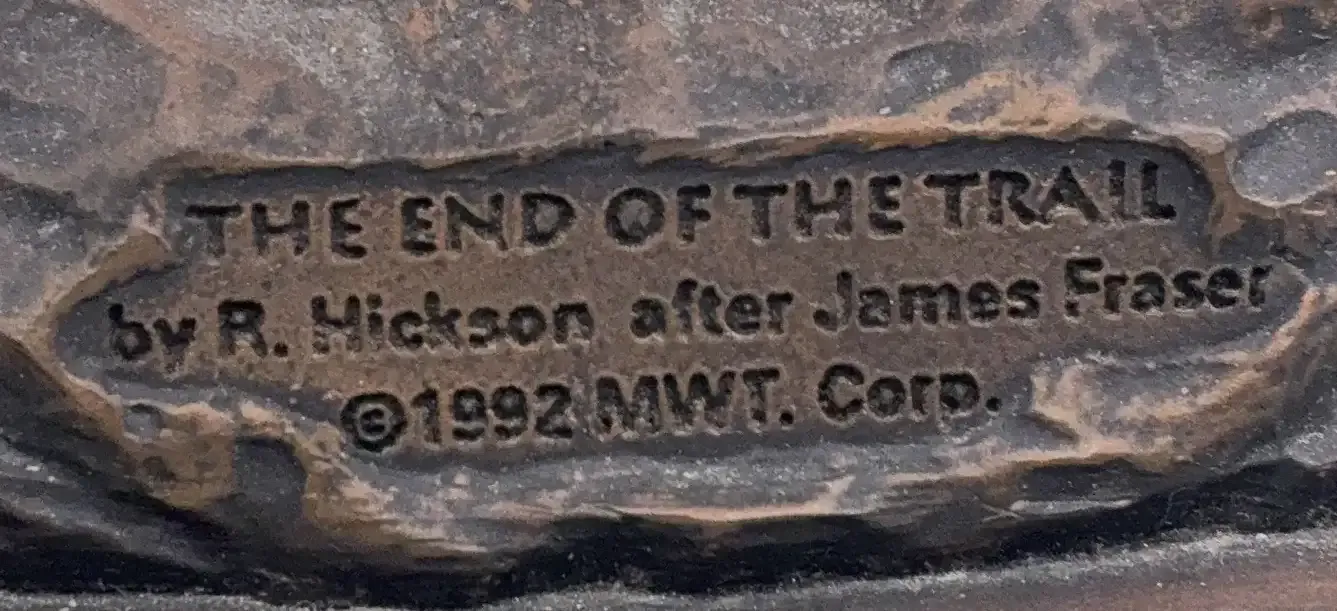 THE END OF THE TRAIL
by R. Hickson after James Fraser
©1992 MWT. Corp.